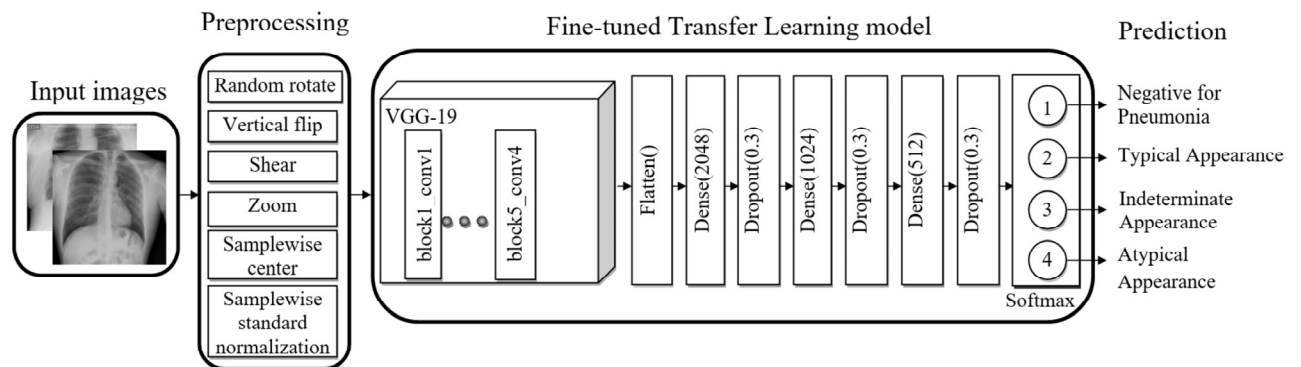 Input images
Preprocessing
Random rotate
Vertical flip
Shear
Zoom
Samplewise
center
Samplewise
standard
normalization
Fine-tuned Transfer Learning model
VGG-19
block1_conv1
block5_conv4
Flatten()
Dense(2048)
Dropout(0.3)
Dense(1024)
Dropout(0.3)
Dense(512)
Dropout(0.3)
1
2
3
4
Softmax
Prediction
Negative for
Pneumonia
Typical Appearance
Indeterminate
Appearance
Atypical
Appearance